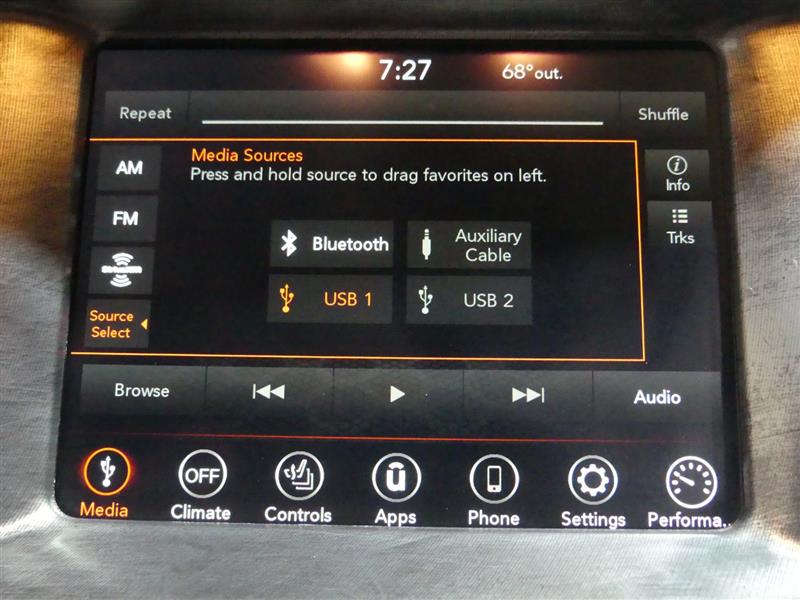 7:27
68°out.
Repeat
Shuffle
Media Sources
Press and hold source to drag favorites on left.
AM
FM
SiriusXM
Source
Select
Bluetooth
Auxiliary
Cable
USB 1
USB 2
Info
Trks
Browse
Audio
OFF
Media
Climate
Controls
Apps
Phone
Settings
Performa..